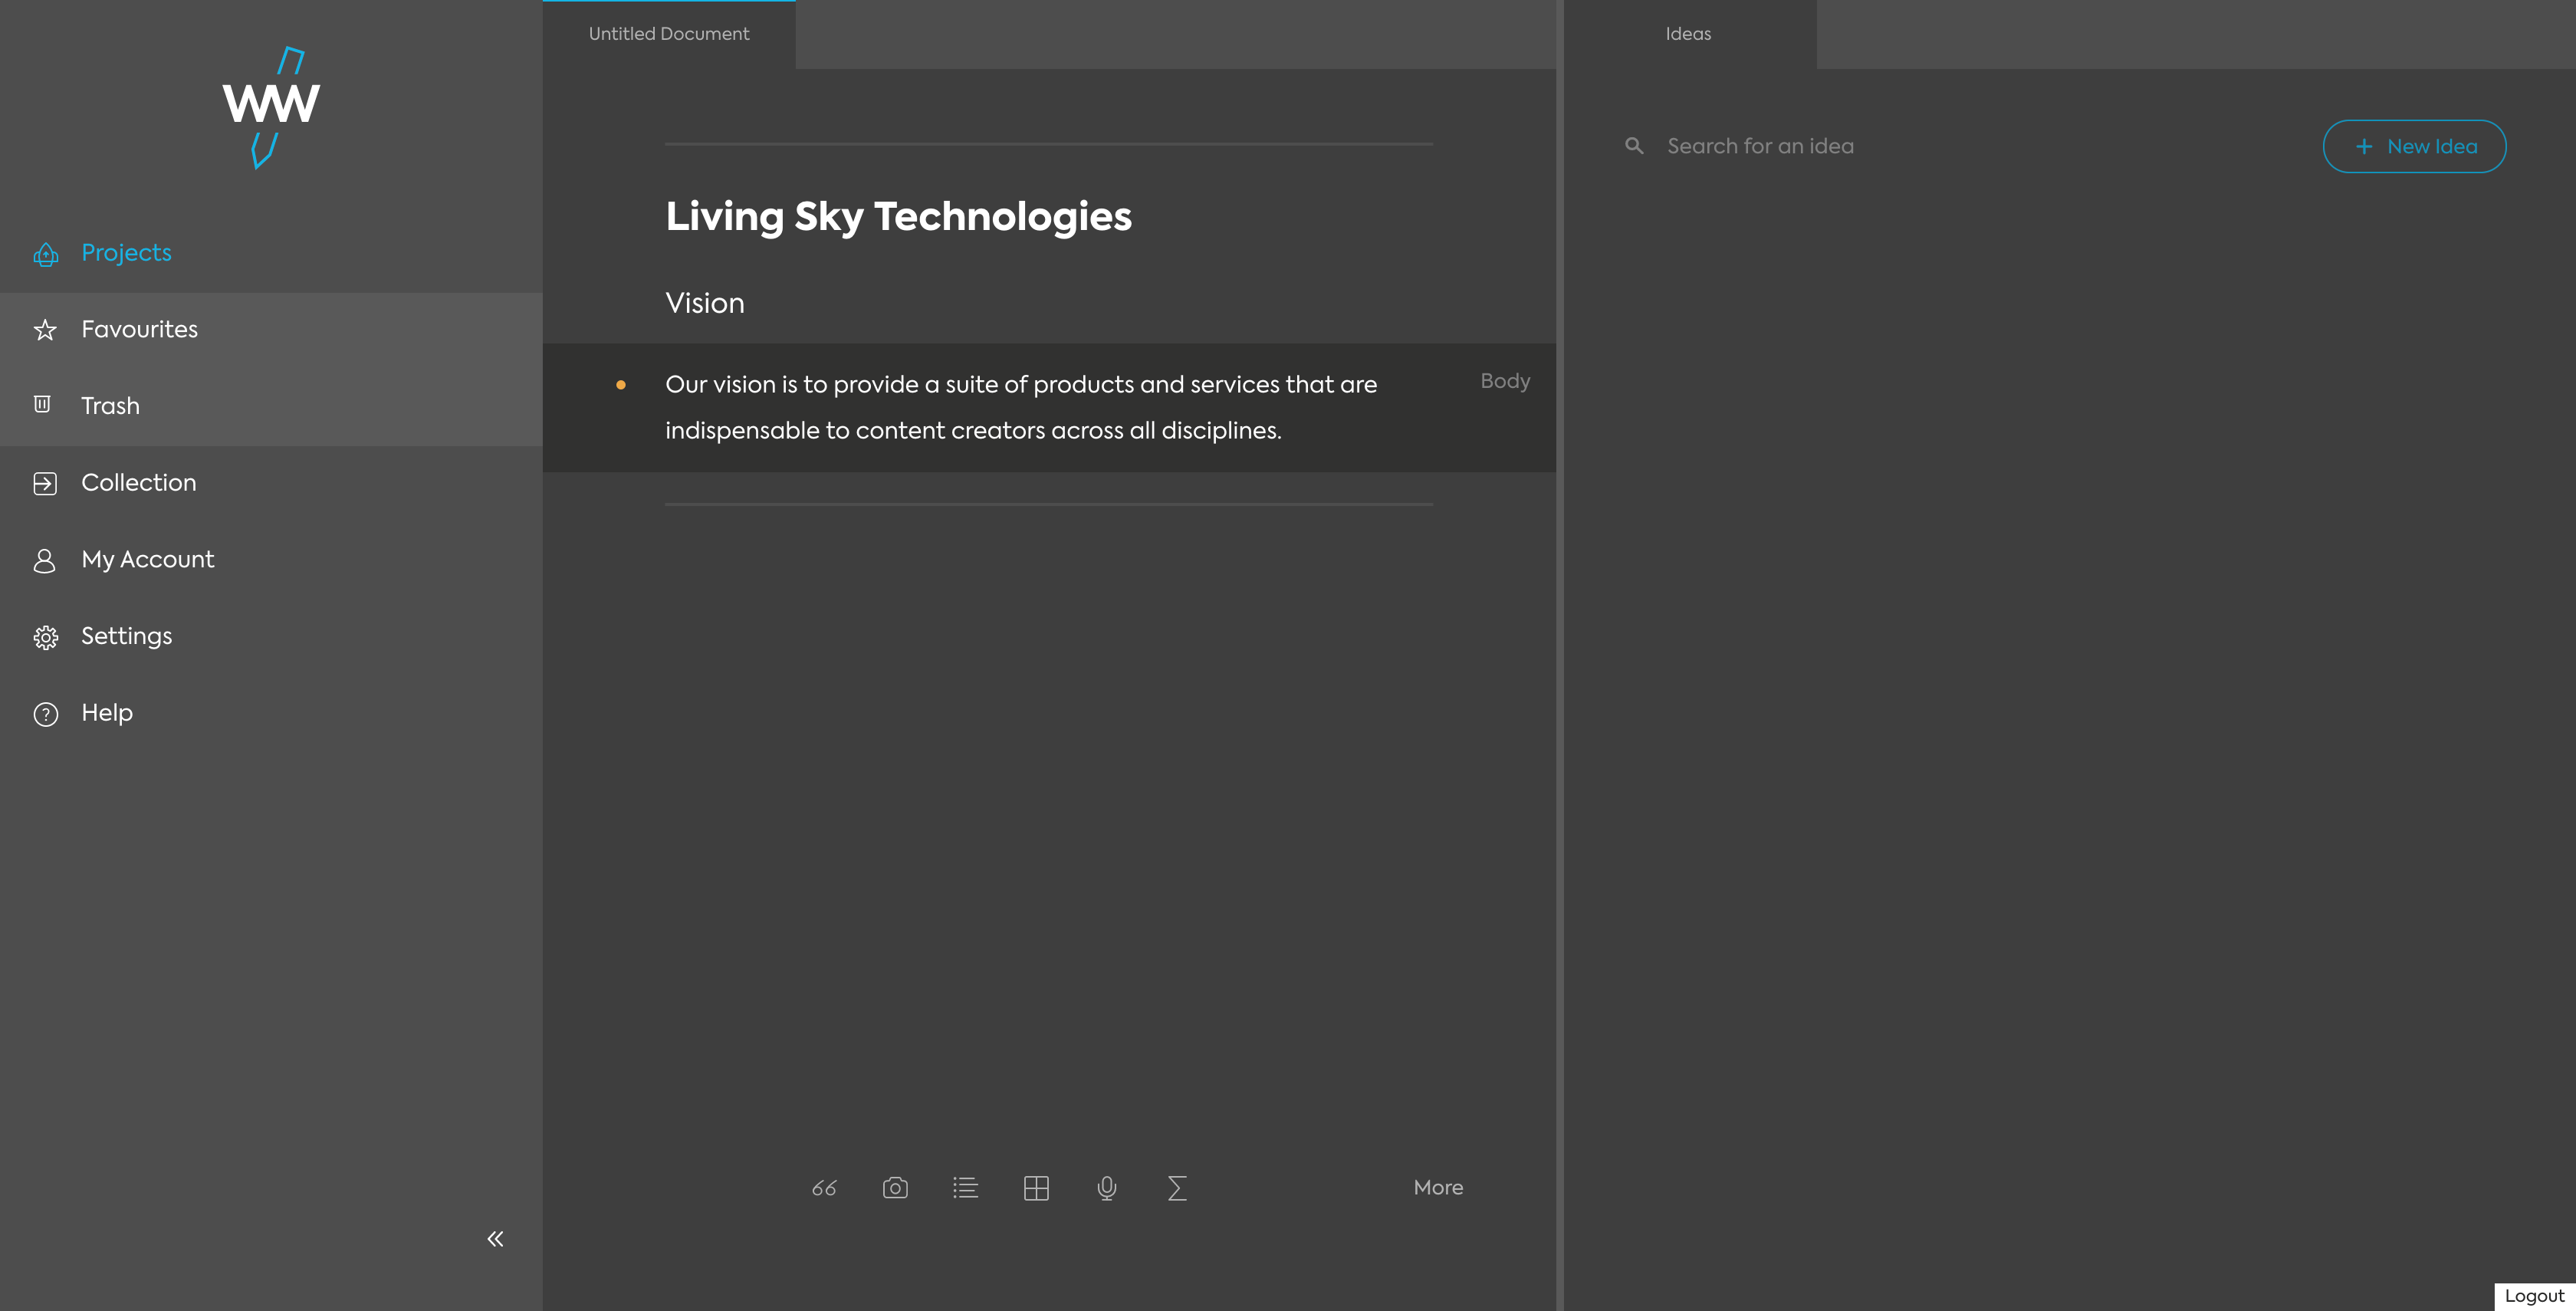 WW
Projects
Favourites
Trash
Collection
My Account
Settings
Help
Untitled Document
Living Sky Technologies
Vision
Our vision is to provide a suite of products and services that are
indispensable to content creators across all disciplines.
Body
More
Ideas
Search for an idea
+ New Idea
Logout